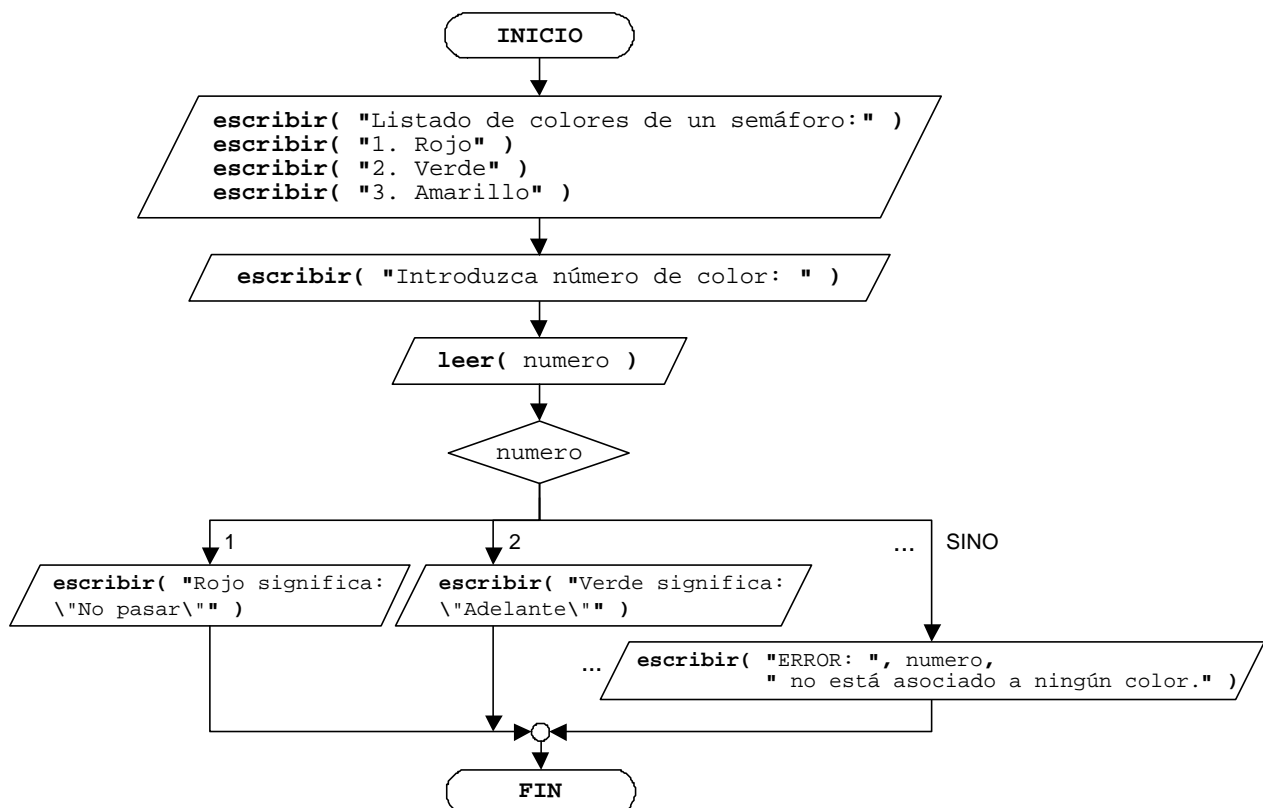 INICIO
escribir( "Listado de colores de un semáforo:" )
escribir( "1. Rojo" )
escribir( "2. Verde" )
escribir( "3. Amarillo" )
escribir( "Introduzca número de color: " )
leer( numero )
numero
1
2
... SINO
escribir( "Rojo significa:
\"No pasar\"" )
escribir( "Verde significa:
\"Adelante\"" )
...
escribir( "ERROR: ", numero,
" no está asociado a ningún color." )
FIN